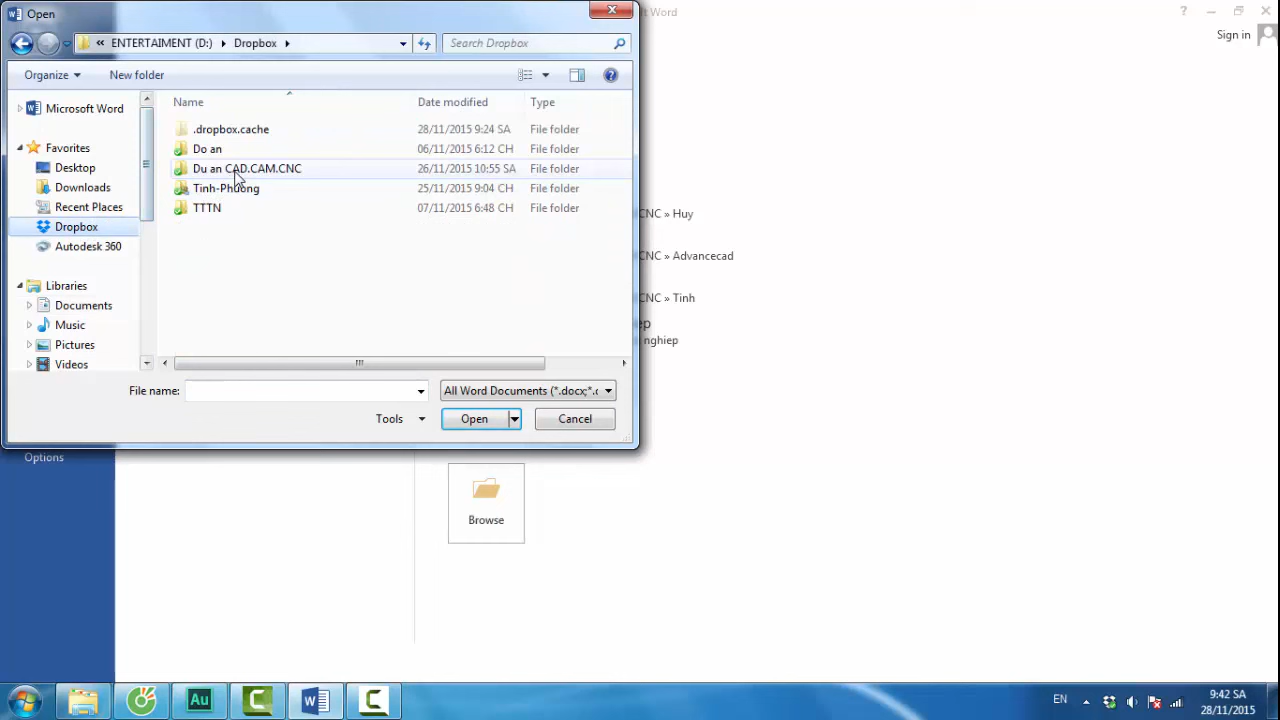 Open
Word
Sign in
ENTERTAIMENT (D:)
Dropbox
Search Dropbox
Organize
New folder
Name
Date modified
Type
Microsoft Word
.dropbox.cache
28/11/2015 9:24 SA
File folder
Favorites
Do an
06/11/2015 6:12 CH
File folder
Desktop
Du an CAD.CAM.CNC
26/11/2015 10:55 SA
File folder
Downloads
Tinh-Phuong
25/11/2015 9:04 CH
File folder
Recent Places
TTTN
07/11/2015 6:48 CH
File folder
Dropbox
Autodesk 360
Libraries
Documents
Music
Pictures
Videos
CNC » Huy
CNC » Advancecad
CNC » Tinh
ep
nghiep
File name:
All Word Documents (*.docx;*.c
Tools
Open
Cancel
Options
Browse
Au
EN
9:42 SA
28/11/2015